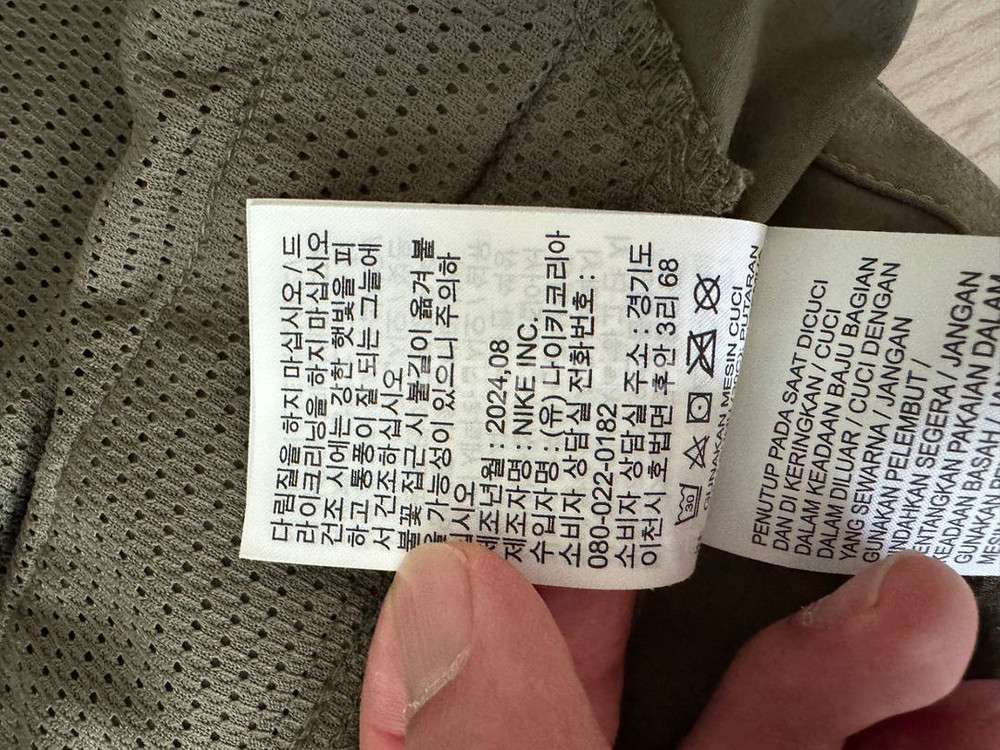 다림질을 하지 마십시오 / 드
라이크리닝을 하지 마십시오
건조 시에는 강한 햇빛을 피
하고 통풍이 잘 되는 그늘에
서 건조하십시오
불꽃 접근 시 불길이 옮겨 붙
을 가능성이 있으니 주의하
십시오
제조년월 : 2024,08
제조자명 : NIKE INC.
수입자명 : (유) 나이키코리아
소비자 상담실 전화번호 :
080-022-0182
소비자 상담실 주소 : 경기도
이천시 호법면 후안 3리 68
30
GUNAKAN MESIN CUCI
PUTARAN
PENUTUP PADA SAAT DICUCI
DAN DI KERINGKAN / CUCI
DALAM KEADAAN BAJU BAGIAN
DALAM DILUAR / CUCI DENGAN
YANG SEWARNA / JANGAN
GUNAKAN PELEMBUT /
SEGERA / JANGAN
PAKAIAN DALAM
KEADAAN BASAH /
GUNAKAN